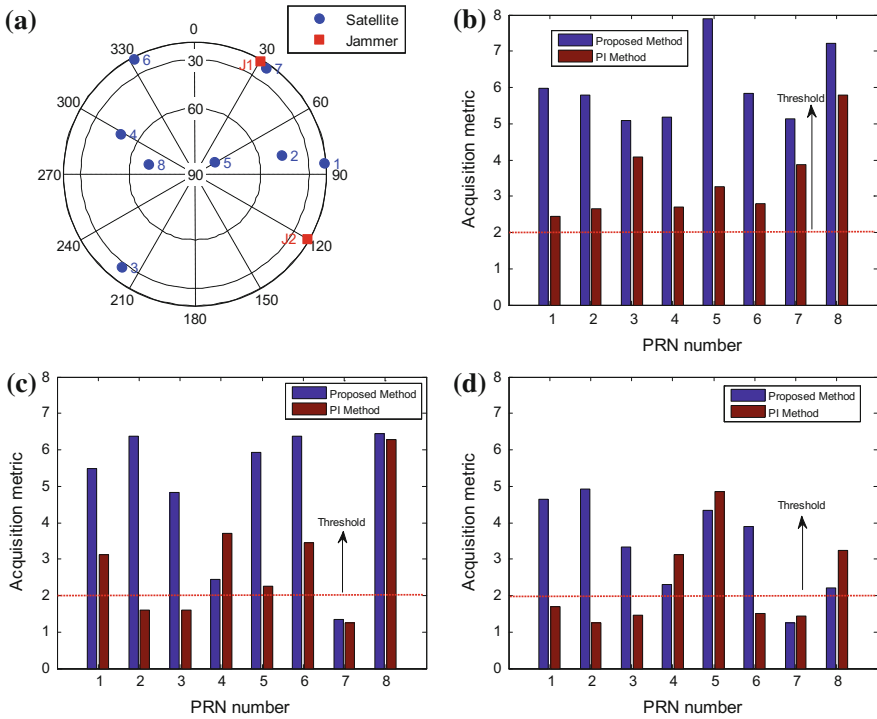 (a)
0
30
60
90
120
150
180
210
240
270
300
330
30
60
90
Satellite
Jammer
J1
J2
1
2
3
4
5
6
7
8
(b)
8
7
6
5
4
3
2
1
0
Acquisition metric
Proposed Method
PI Method
Threshold
1 2 3 4 5 6 7 8
PRN number
(c)
8
7
6
5
4
3
2
1
0
Acquisition metric
Proposed Method
PI Method
Threshold
1 2 3 4 5 6 7 8
PRN number
(d)
8
7
6
5
4
3
2
1
0
Acquisition metric
Proposed Method
PI Method
Threshold
1 2 3 4 5 6 7 8
PRN number